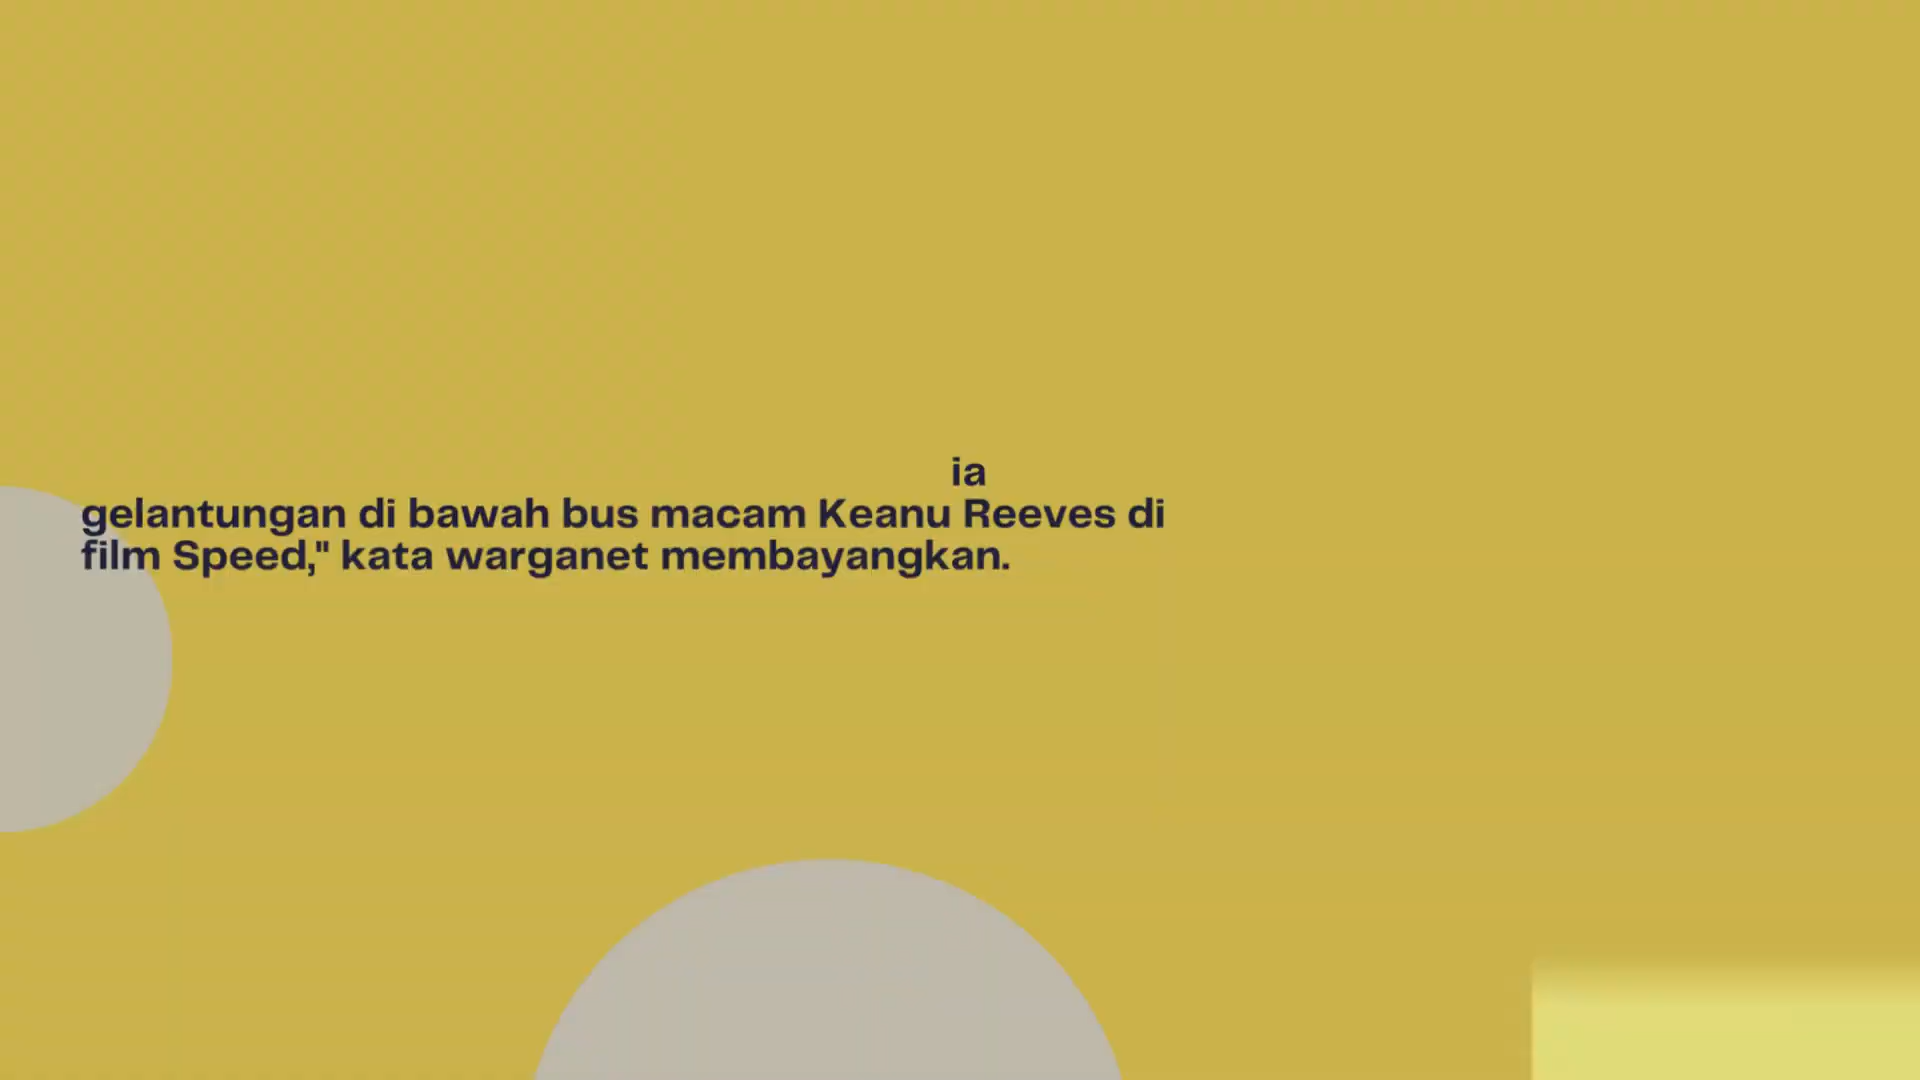 ia
gelantungan di bawah bus macam Keanu Reeves di
film Speed," kata warganet membayangkan.